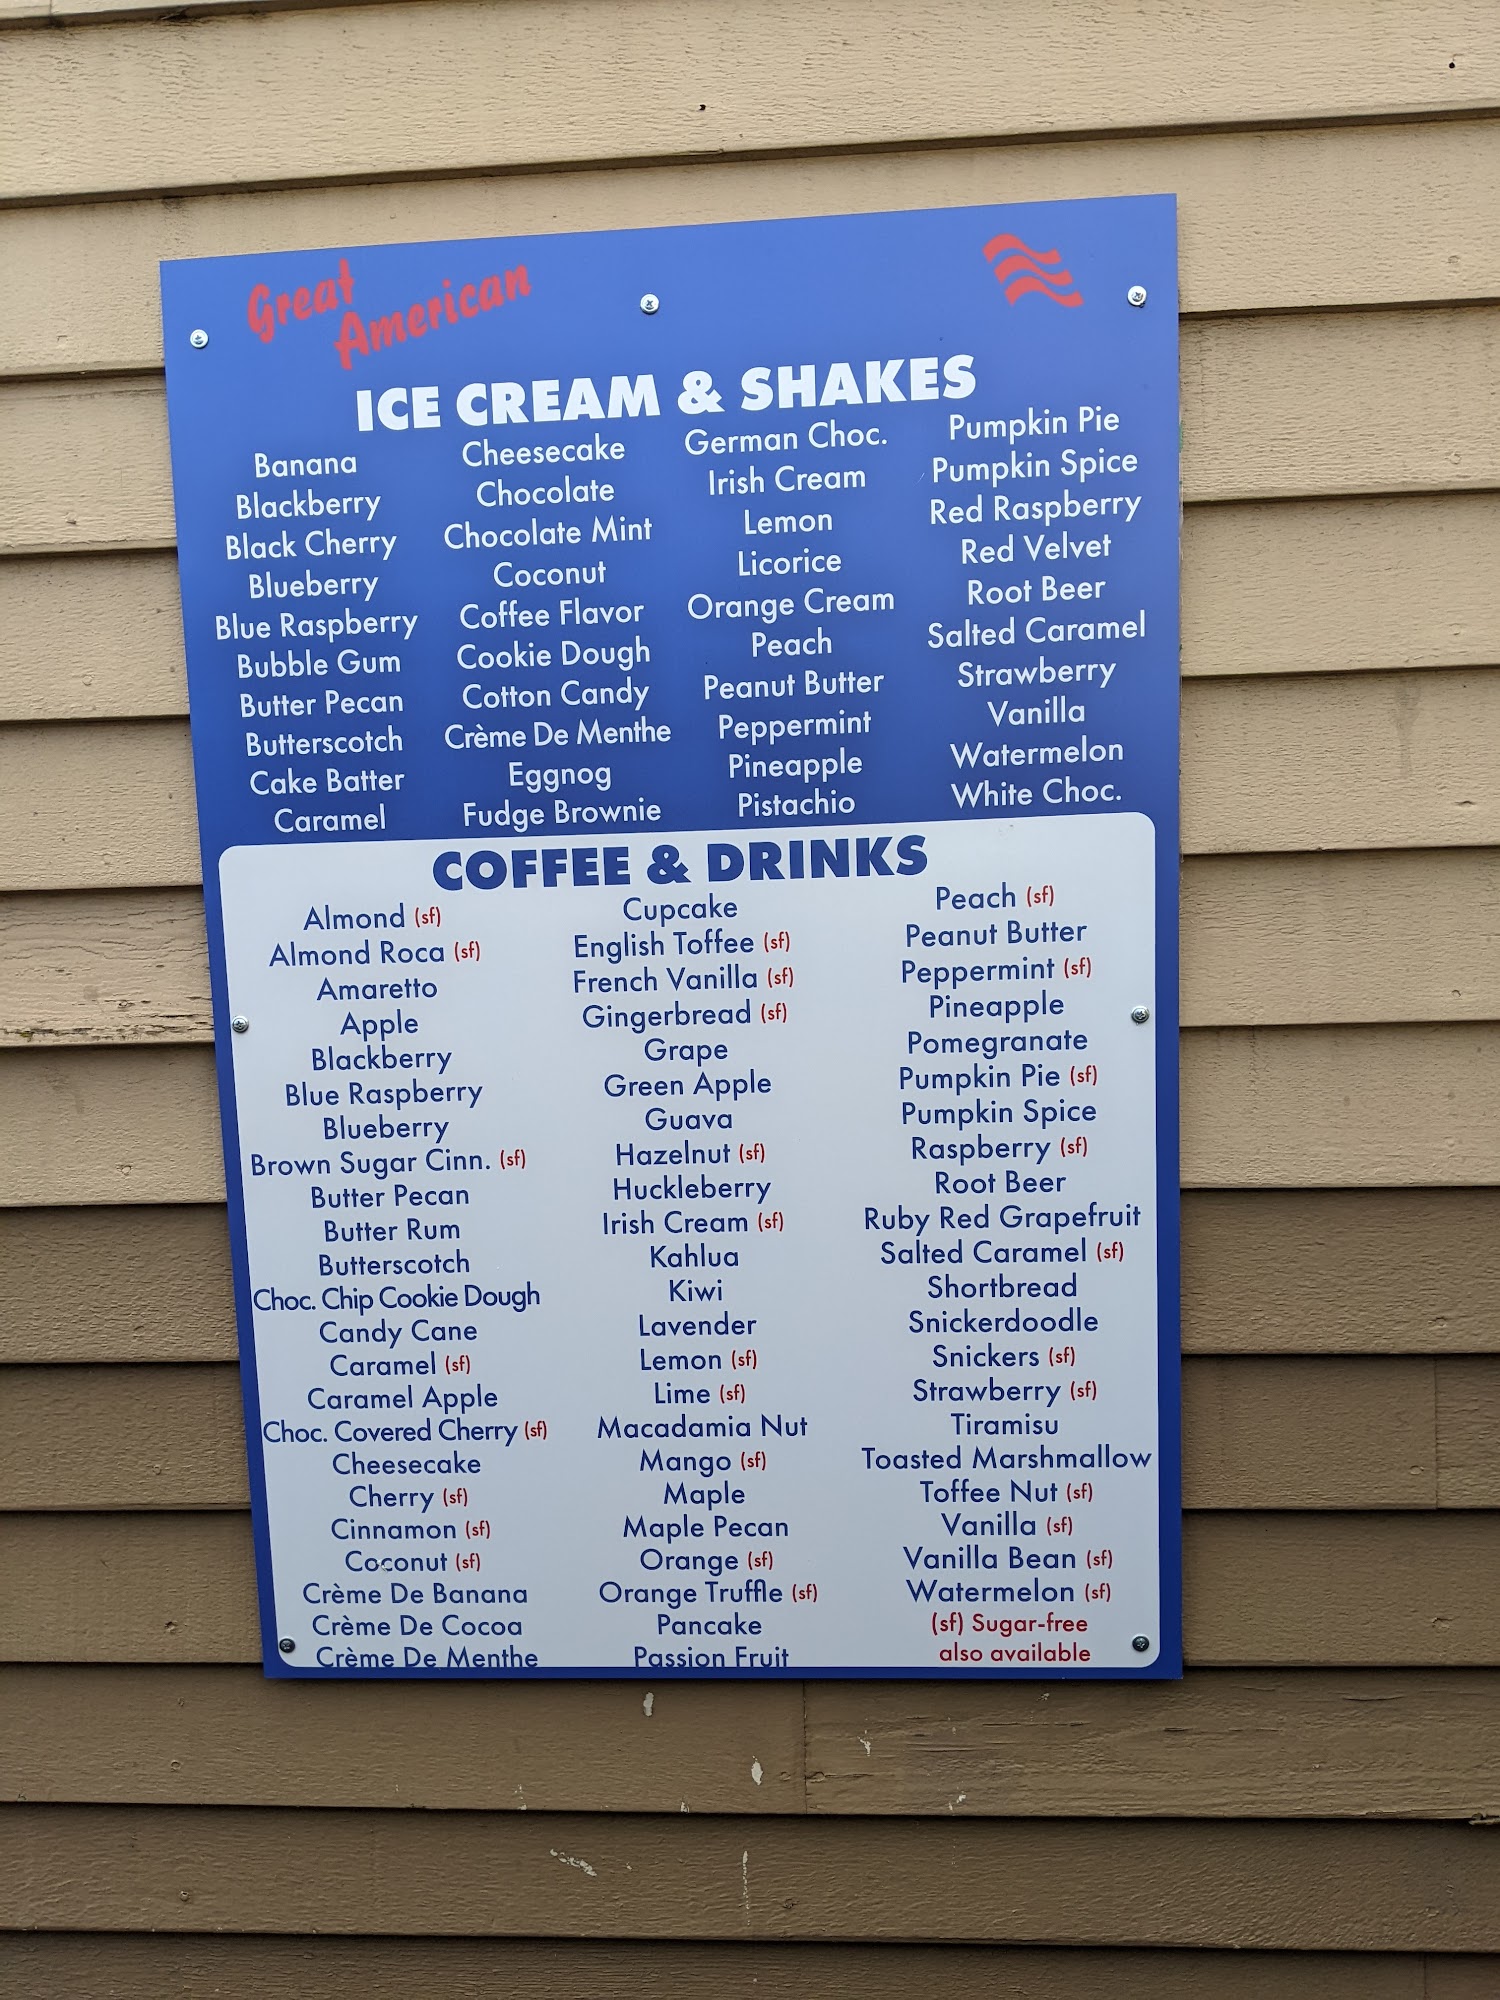 Great
American
ICE CREAM & SHAKES
Banana
Blackberry
Black Cherry
Blueberry
Blue Raspberry
Bubble Gum
Butter Pecan
Butterscotch
Cake Batter
Caramel
Cheesecake
Chocolate
Chocolate Mint
Coconut
Coffee Flavor
Cookie Dough
Cotton Candy
Crème De Menthe
Eggnog
Fudge Brownie
German Choc.
Irish Cream
Lemon
Licorice
Orange Cream
Peach
Peanut Butter
Peppermint
Pineapple
Pistachio
Pumpkin Pie
Pumpkin Spice
Red Raspberry
Red Velvet
Root Beer
Salted Caramel
Strawberry
Vanilla
Watermelon
White Choc.
COFFEE & DRINKS
Almond (sf)
Almond Roca (sf)
Amaretto
Apple
Blackberry
Blue Raspberry
Blueberry
Brown Sugar Cinn. (sf)
Butter Pecan
Butter Rum
Butterscotch
Choc. Chip Cookie Dough
Candy Cane
Caramel (sf)
Caramel Apple
Choc. Covered Cherry (sf)
Cheesecake
Cherry (sf)
Cinnamon (sf)
Coconut (sf)
Crème De Banana
Crème De Cocoa
Crème De Menthe
Cupcake
English Toffee (sf)
French Vanilla (sf)
Gingerbread (sf)
Grape
Green Apple
Guava
Hazelnut (sf)
Huckleberry
Irish Cream (sf)
Kahlua
Kiwi
Lavender
Lemon (sf)
Lime (sf)
Macadamia Nut
Mango (sf)
Maple
Maple Pecan
Orange (sf)
Orange Truffle (sf)
Pancake
Passion Fruit
Peach (sf)
Peanut Butter
Peppermint (sf)
Pineapple
Pomegranate
Pumpkin Pie (sf)
Pumpkin Spice
Raspberry (sf)
Root Beer
Ruby Red Grapefruit
Salted Caramel (sf)
Shortbread
Snickerdoodle
Snickers (sf)
Strawberry (sf)
Tiramisu
Toasted Marshmallow
Toffee Nut (sf)
Vanilla (sf)
Vanilla Bean (sf)
Watermelon (sf)
(sf) Sugar-free
also available